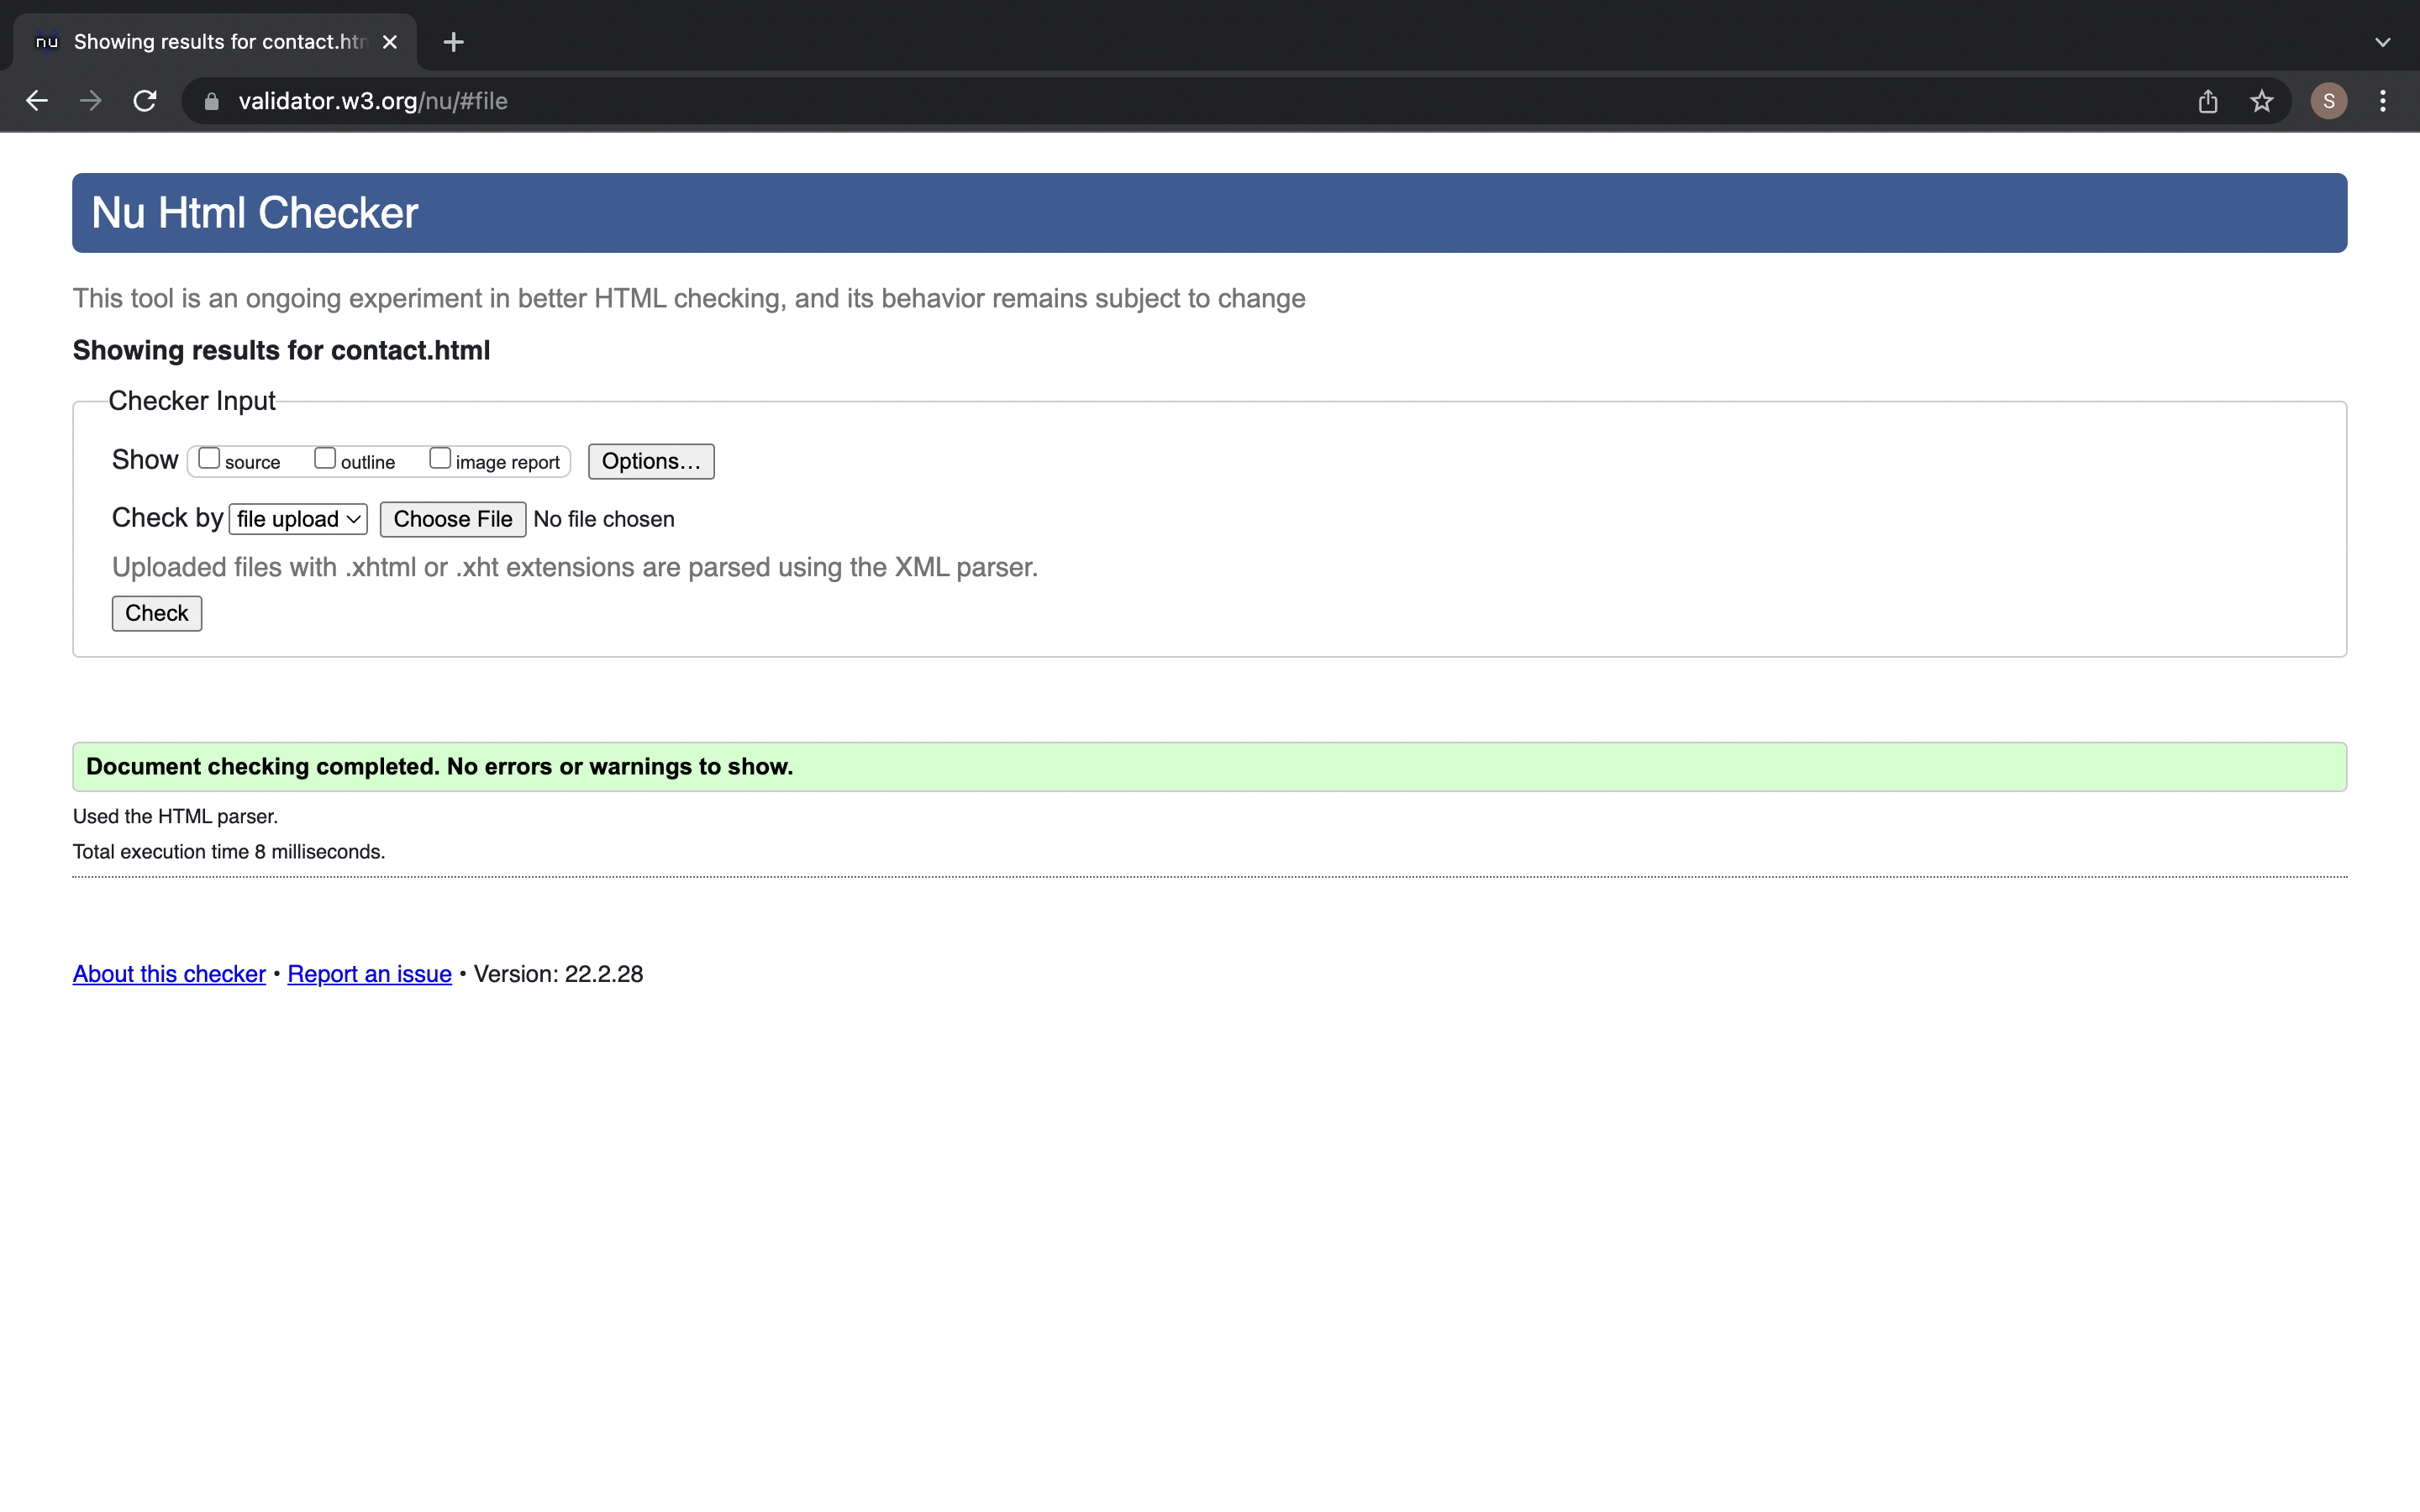 nu Showing results for contact.htm
validator.w3.org/nu/#file
S
Nu Html Checker
This tool is an ongoing experiment in better HTML checking, and its behavior remains subject to change
Showing results for contact.html
Checker Input
Show source outline image report Options...
Check by file upload Choose File No file chosen
Uploaded files with .xhtml or .xht extensions are parsed using the XML parser.
Check
Document checking completed. No errors or warnings to show.
Used the HTML parser.
Total execution time 8 milliseconds.
About this checker • Report an issue • Version: 22.2.28